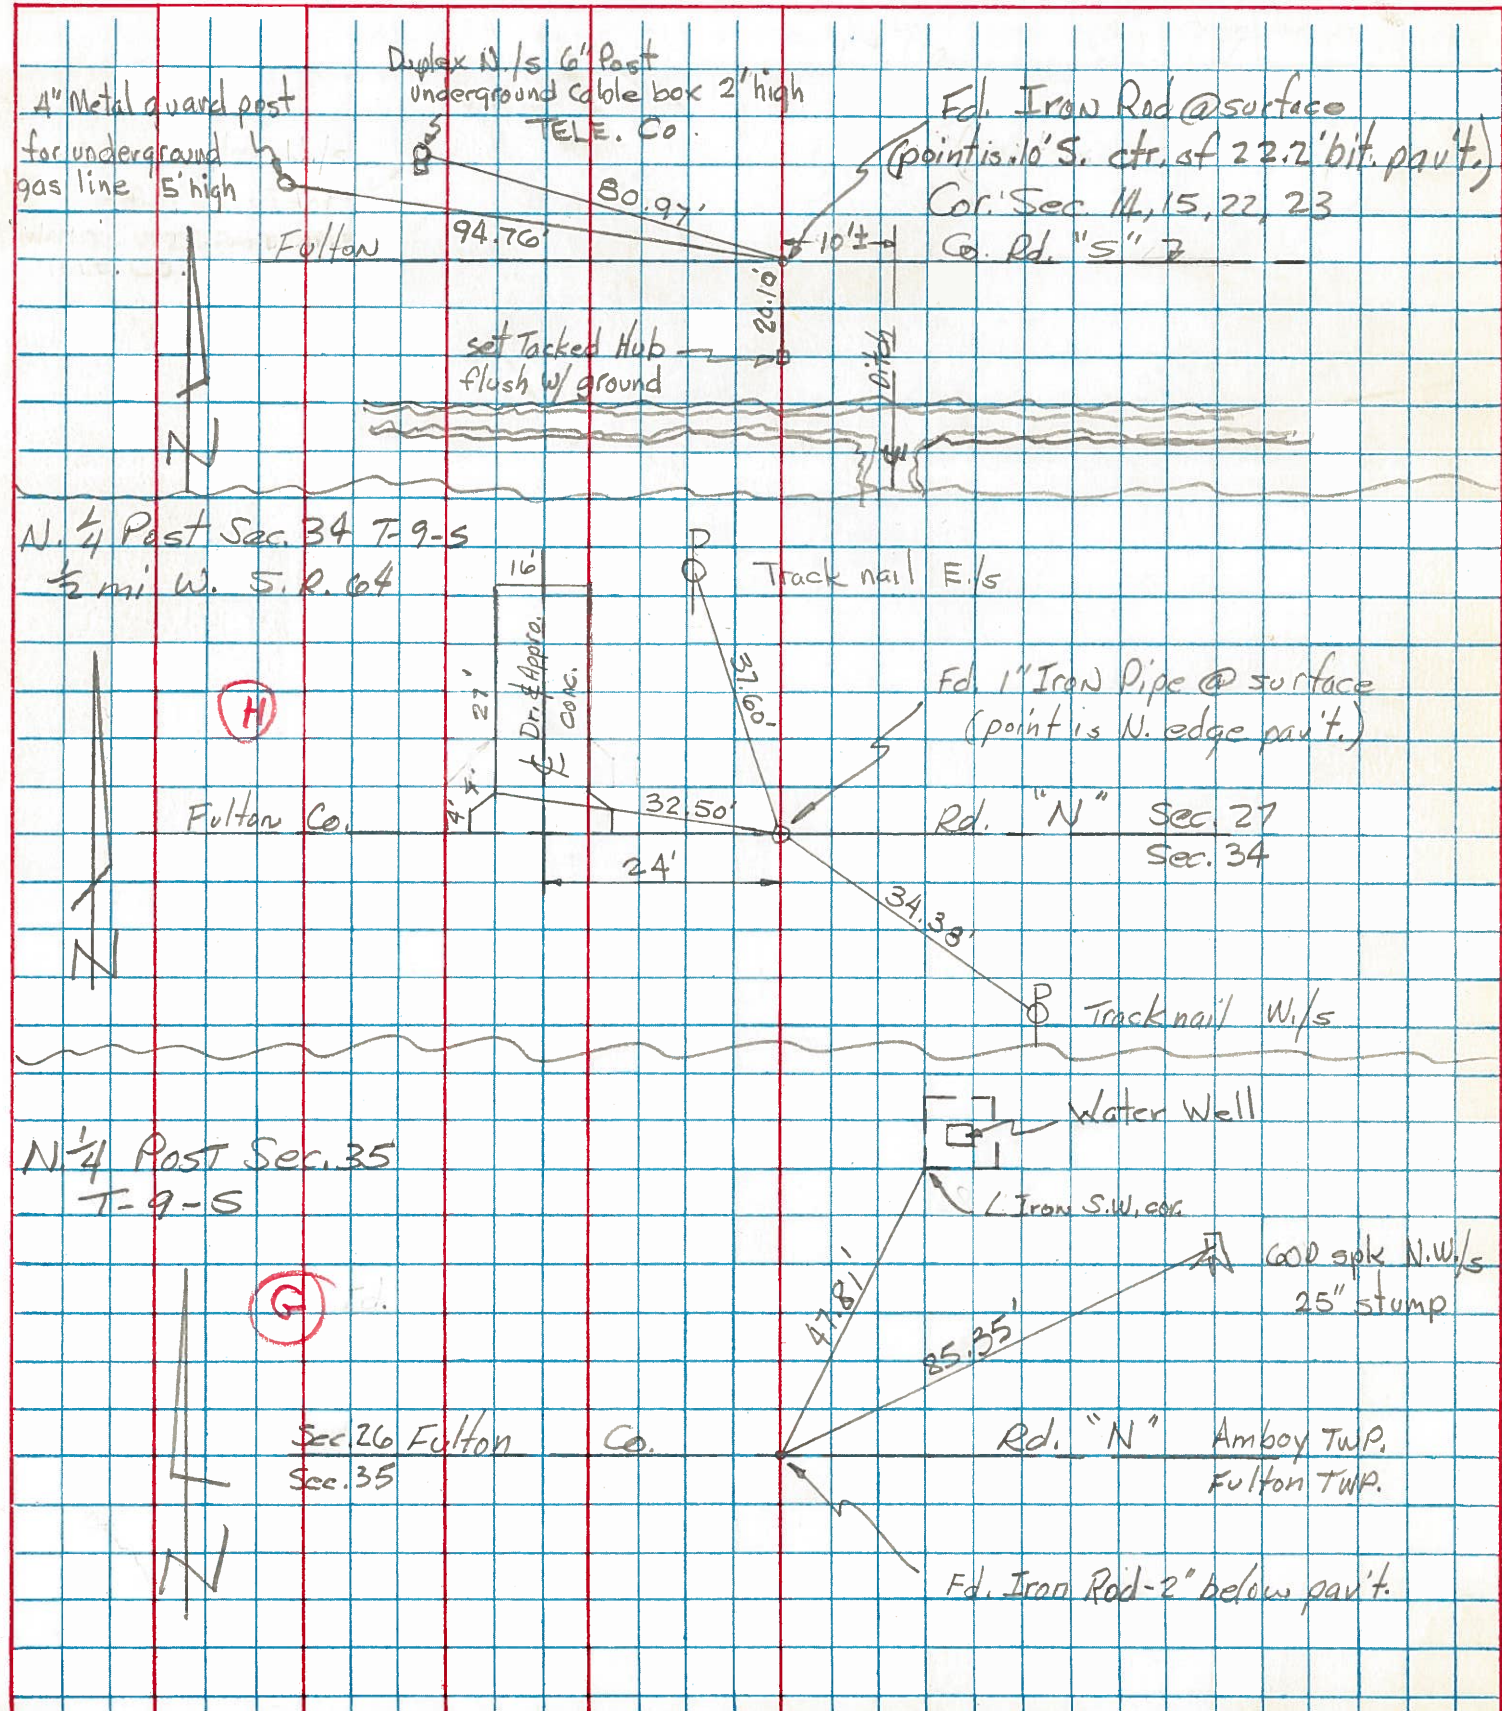 Duplex N./s 6" Post
underground cable box 2' high
TELE. Co.
4" Metal guard post
for underground
gas line 5' high
Fd. Iron Rod @ surface
(point is .10' S. ctr. of 22.2' bit. pav't.)
Cor. Sec. 14, 15, 22, 23
80.97'
94.76'
Fulton
10'±
Co. Rd. "S"
20.10'
set Tacked Hub
flush w/ ground
Ditch
℄
N
N. 1/4 Post Sec. 34 T-9-S
1/2 mi W. S.R. 64
16'
P
Track nail E./s
27'
℄ Dr. & Appro.
conc.
37.60'
Fd. 1" Iron Pipe @ surface
(point is N. edge pav't.)
H
4'
4'
32.50'
Fulton Co.
Rd. "N" Sec. 27
Sec. 34
24'
34.38'
N
P
Track nail W./s
Water Well
N. 1/4 Post Sec. 35
T-9-S
∠ Iron S.W. cor.
60D spk N.W./s
25" stump
G
47.81'
85.35'
Sec. 26 Fulton Co.
Sec. 35
Rd. "N" Amboy TWP.
Fulton TWP.
N
Fd. Iron Rod - 2" below pav't.